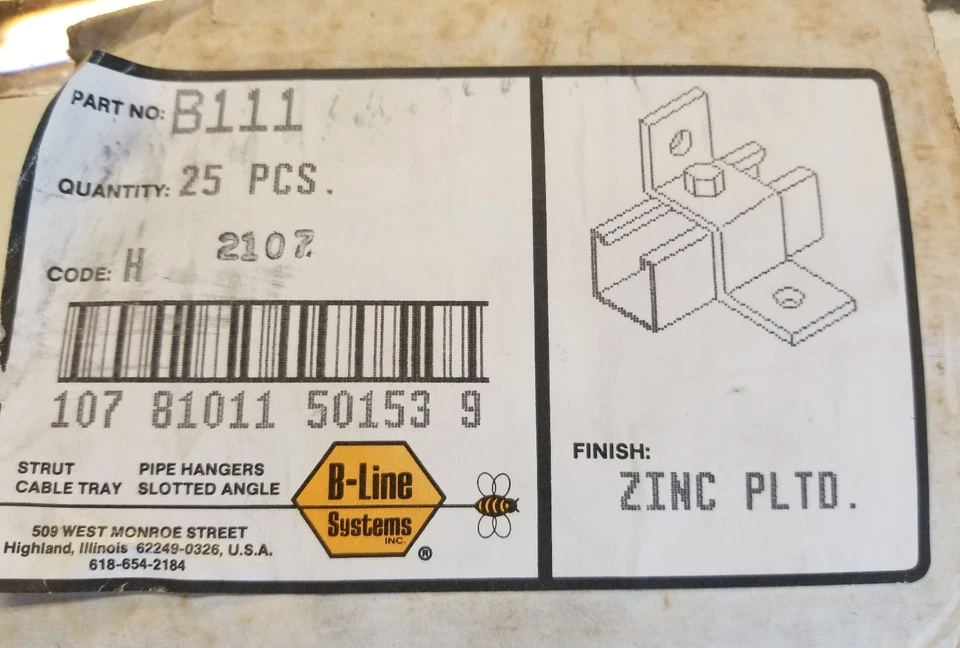 PART NO: B111
QUANTITY: 25 PCS.
2107
CODE: H
107 81011 50153 9
STRUT PIPE HANGERS
CABLE TRAY SLOTTED ANGLE
B-Line
Systems
INC.
®
509 WEST MONROE STREET
Highland, Illinois 62249-0326, U.S.A.
618-654-2184
FINISH:
ZINC PLTD.